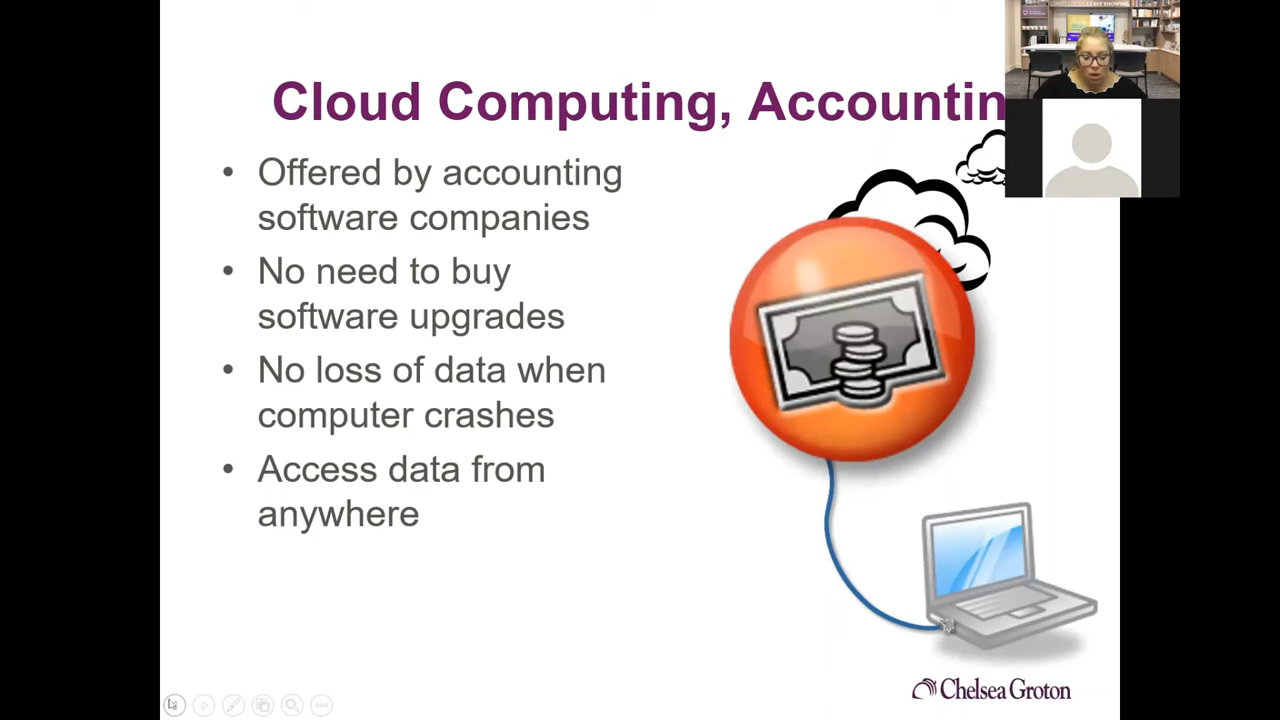 Cloud Computing, Accountin
• Offered by accounting
software companies
• No need to buy
software upgrades
• No loss of data when
computer crashes
• Access data from
anywhere
Chelsea Groton